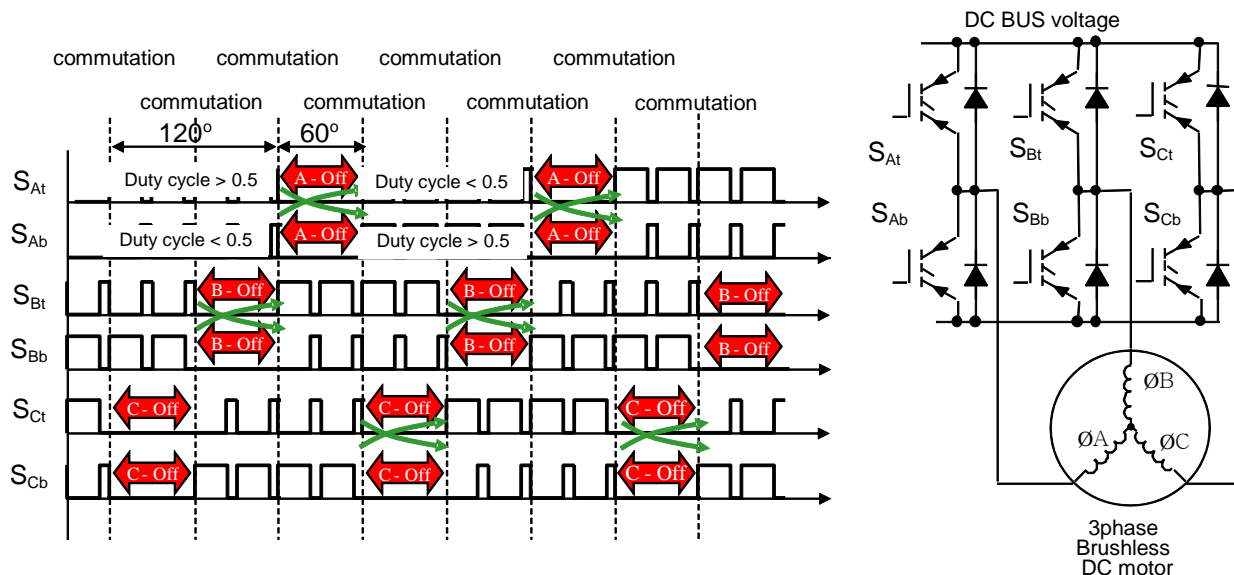 commutation
commutation
commutation
commutation
commutation
commutation
commutation
commutation
120º
60º
SAt
Duty cycle > 0.5
A - Off
Duty cycle < 0.5
A - Off
SAb
Duty cycle < 0.5
A - Off
Duty cycle > 0.5
A - Off
SBt
B - Off
B - Off
B - Off
SBb
B - Off
B - Off
B - Off
SCt
C - Off
C - Off
C - Off
SCb
C - Off
C - Off
C - Off
DC BUS voltage
SAt
SBt
SCt
SAb
SBb
SCb
ØB
ØA
ØC
3phase
Brushless
DC motor